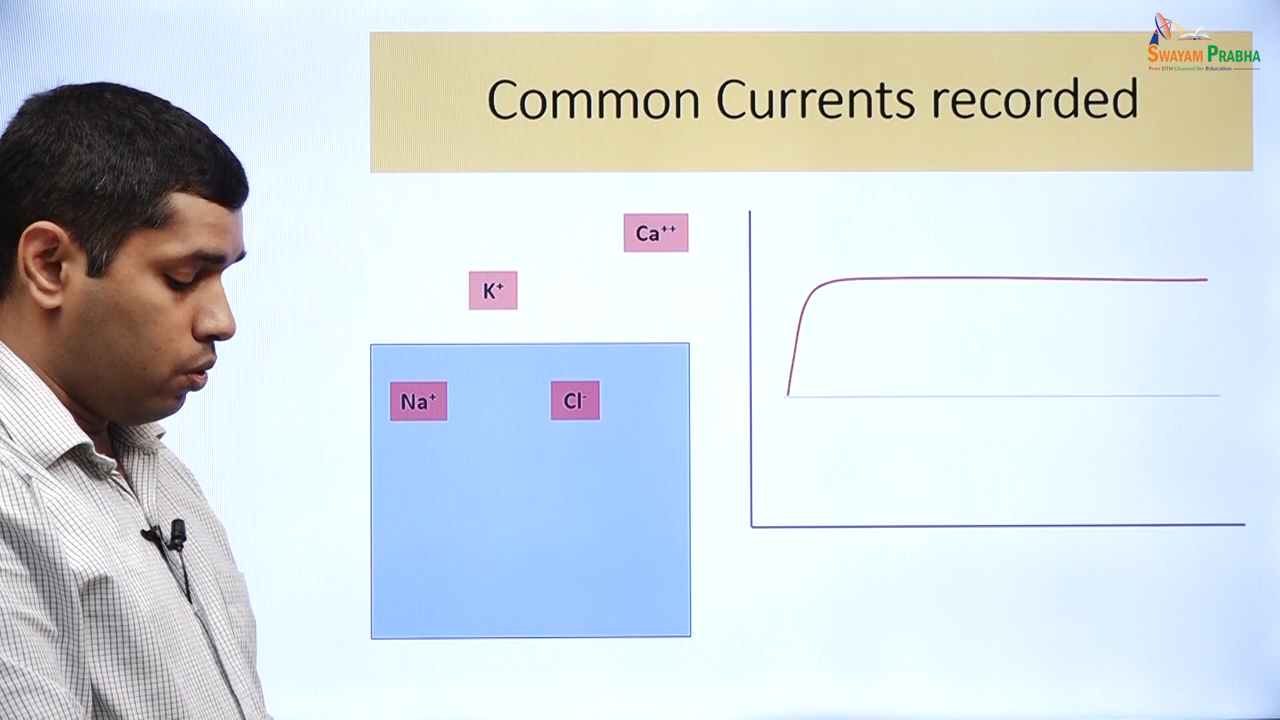 SWAYAM PRABHA
Free DTH Channel for Education
Common Currents recorded
Ca⁺⁺
K⁺
Na⁺
Cl⁻